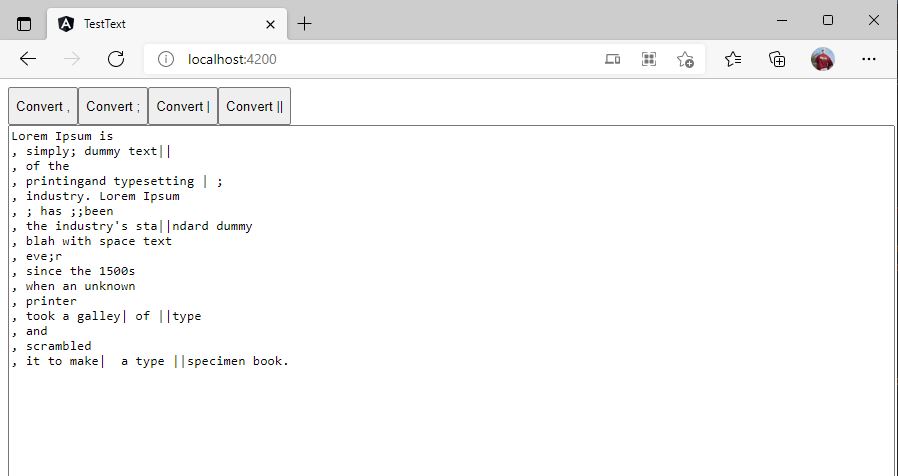 TestText
localhost:4200
Convert , Convert ; Convert | Convert ||
Lorem Ipsum is
, simply; dummy text||
, of the
, printingand typesetting | ;
, industry. Lorem Ipsum
, ; has ;;been
, the industry's sta||ndard dummy
, blah with space text
, eve;r
, since the 1500s
, when an unknown
, printer
, took a galley| of ||type
, and
, scrambled
, it to make|  a type ||specimen book.